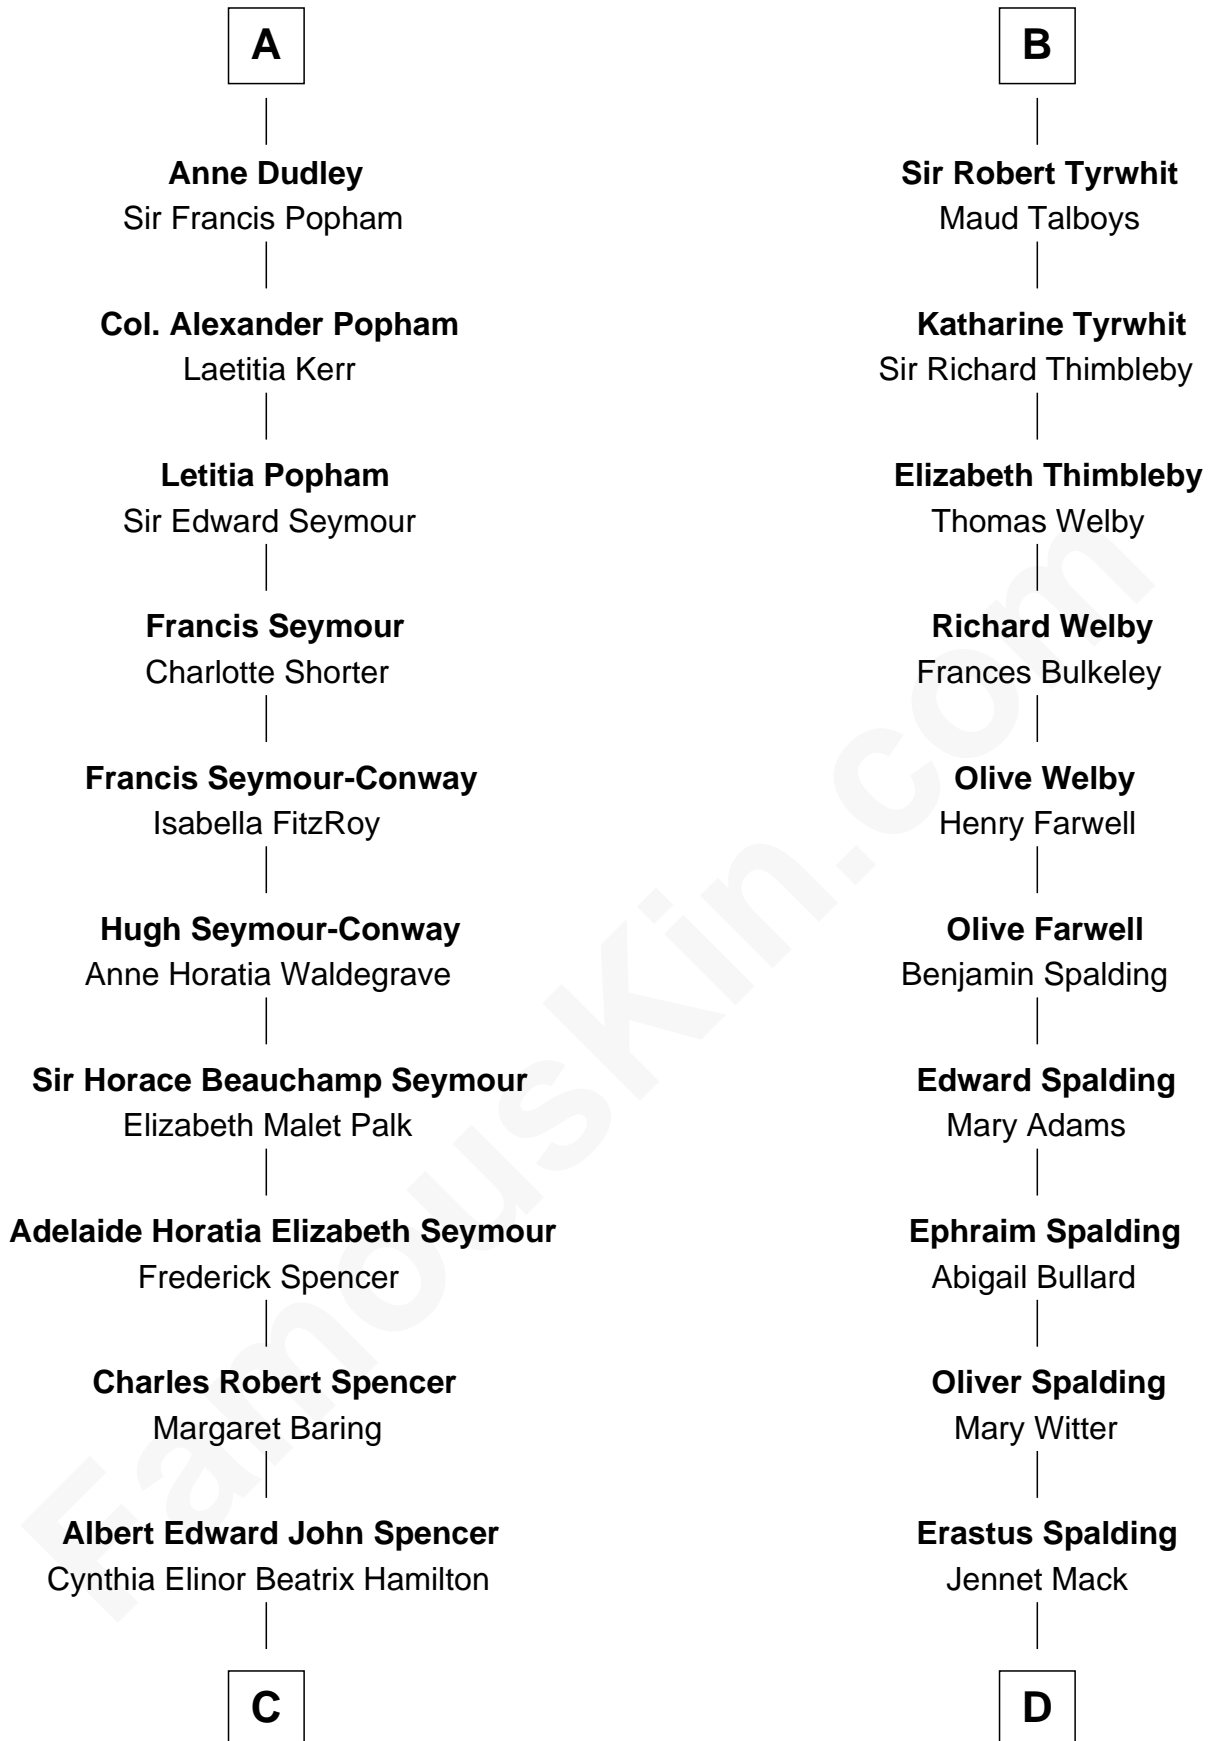 A
Anne Dudley
Sir Francis Popham
Col. Alexander Popham
Laetitia Kerr
Letitia Popham
Sir Edward Seymour
Francis Seymour
Charlotte Shorter
Francis Seymour-Conway
Isabella FitzRoy
Hugh Seymour-Conway
Anne Horatia Waldegrave
Sir Horace Beauchamp Seymour
Elizabeth Malet Palk
Adelaide Horatia Elizabeth Seymour
Frederick Spencer
Charles Robert Spencer
Margaret Baring
Albert Edward John Spencer
Cynthia Elinor Beatrix Hamilton
C
B
Sir Robert Tyrwhit
Maud Talboys
Katharine Tyrwhit
Sir Richard Thimbleby
Elizabeth Thimbleby
Thomas Welby
Richard Welby
Frances Bulkeley
Olive Welby
Henry Farwell
Olive Farwell
Benjamin Spalding
Edward Spalding
Mary Adams
Ephraim Spalding
Abigail Bullard
Oliver Spalding
Mary Witter
Erastus Spalding
Jennet Mack
D
FamousKin.com